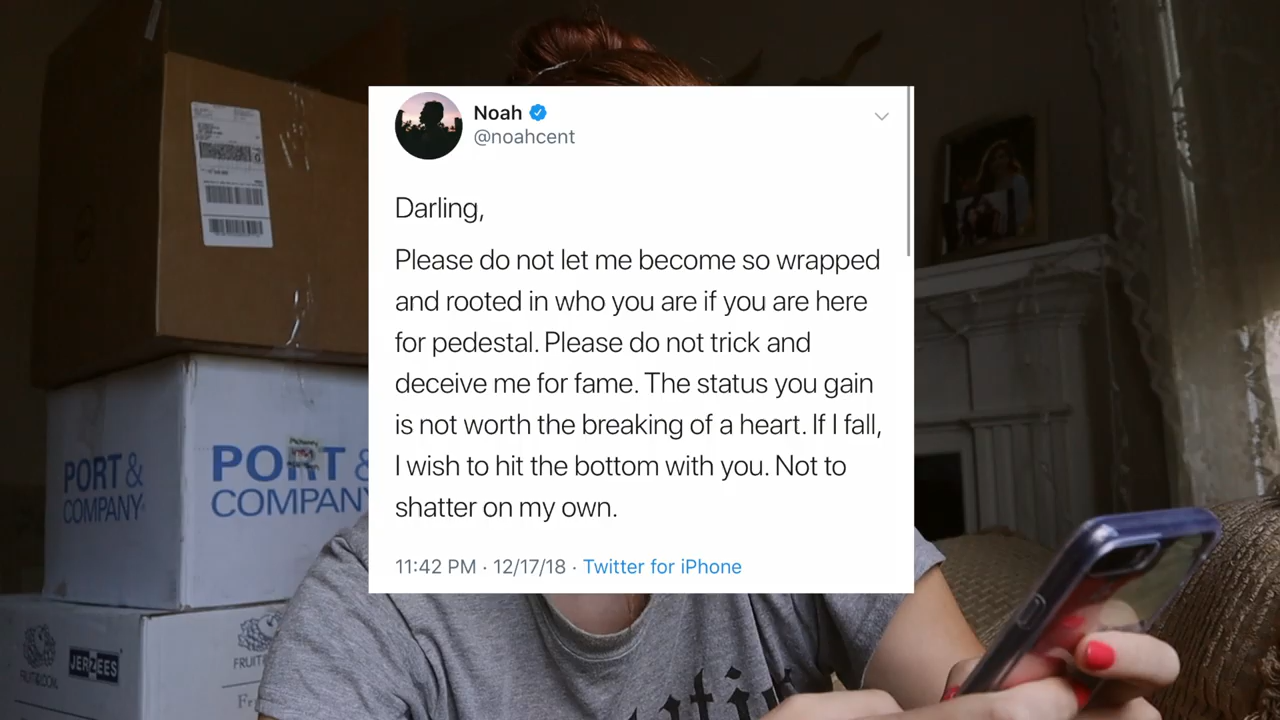 Noah
@noahcent
Darling,
Please do not let me become so wrapped
and rooted in who you are if you are here
for pedestal. Please do not trick and
deceive me for fame. The status you gain
is not worth the breaking of a heart. If I fall,
I wish to hit the bottom with you. Not to
shatter on my own.
11:42 PM · 12/17/18 · Twitter for iPhone
PORT &
COMPANY
PORT &
COMPANY
JERZEES
FRUIT